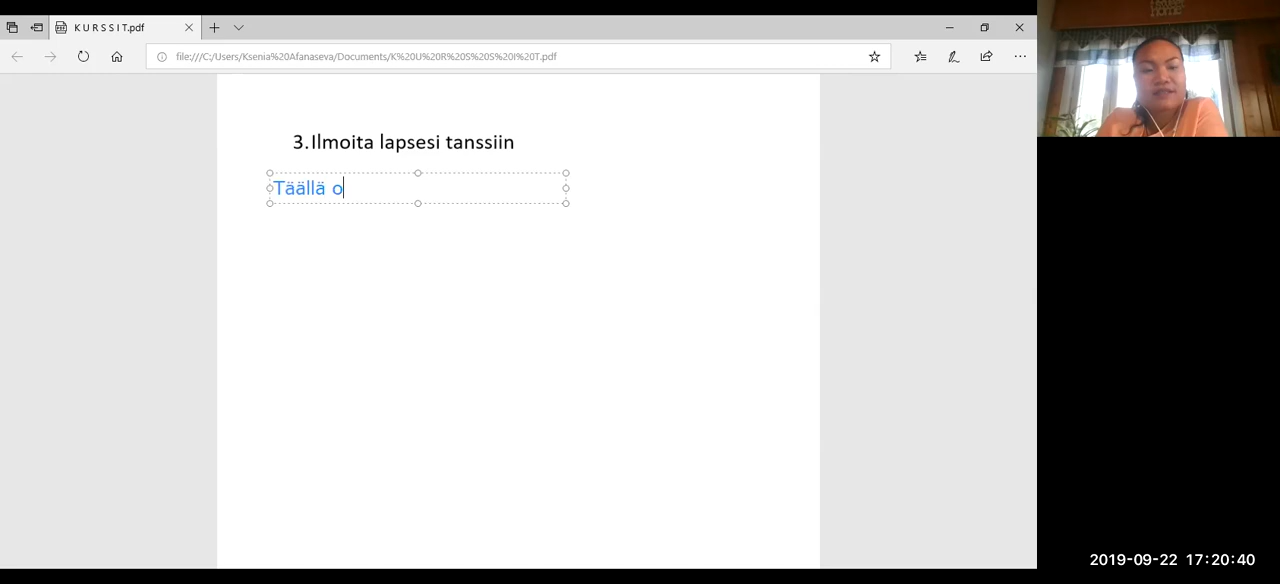 K U R S S I T.pdf
file:///C:/Users/Ksenia%20Afanaseva/Documents/K%20U%20R%20S%20S%20I%20T.pdf
3.Ilmoita lapsesi tanssiin
Täällä o
HOME
2019-09-22 17:20:40